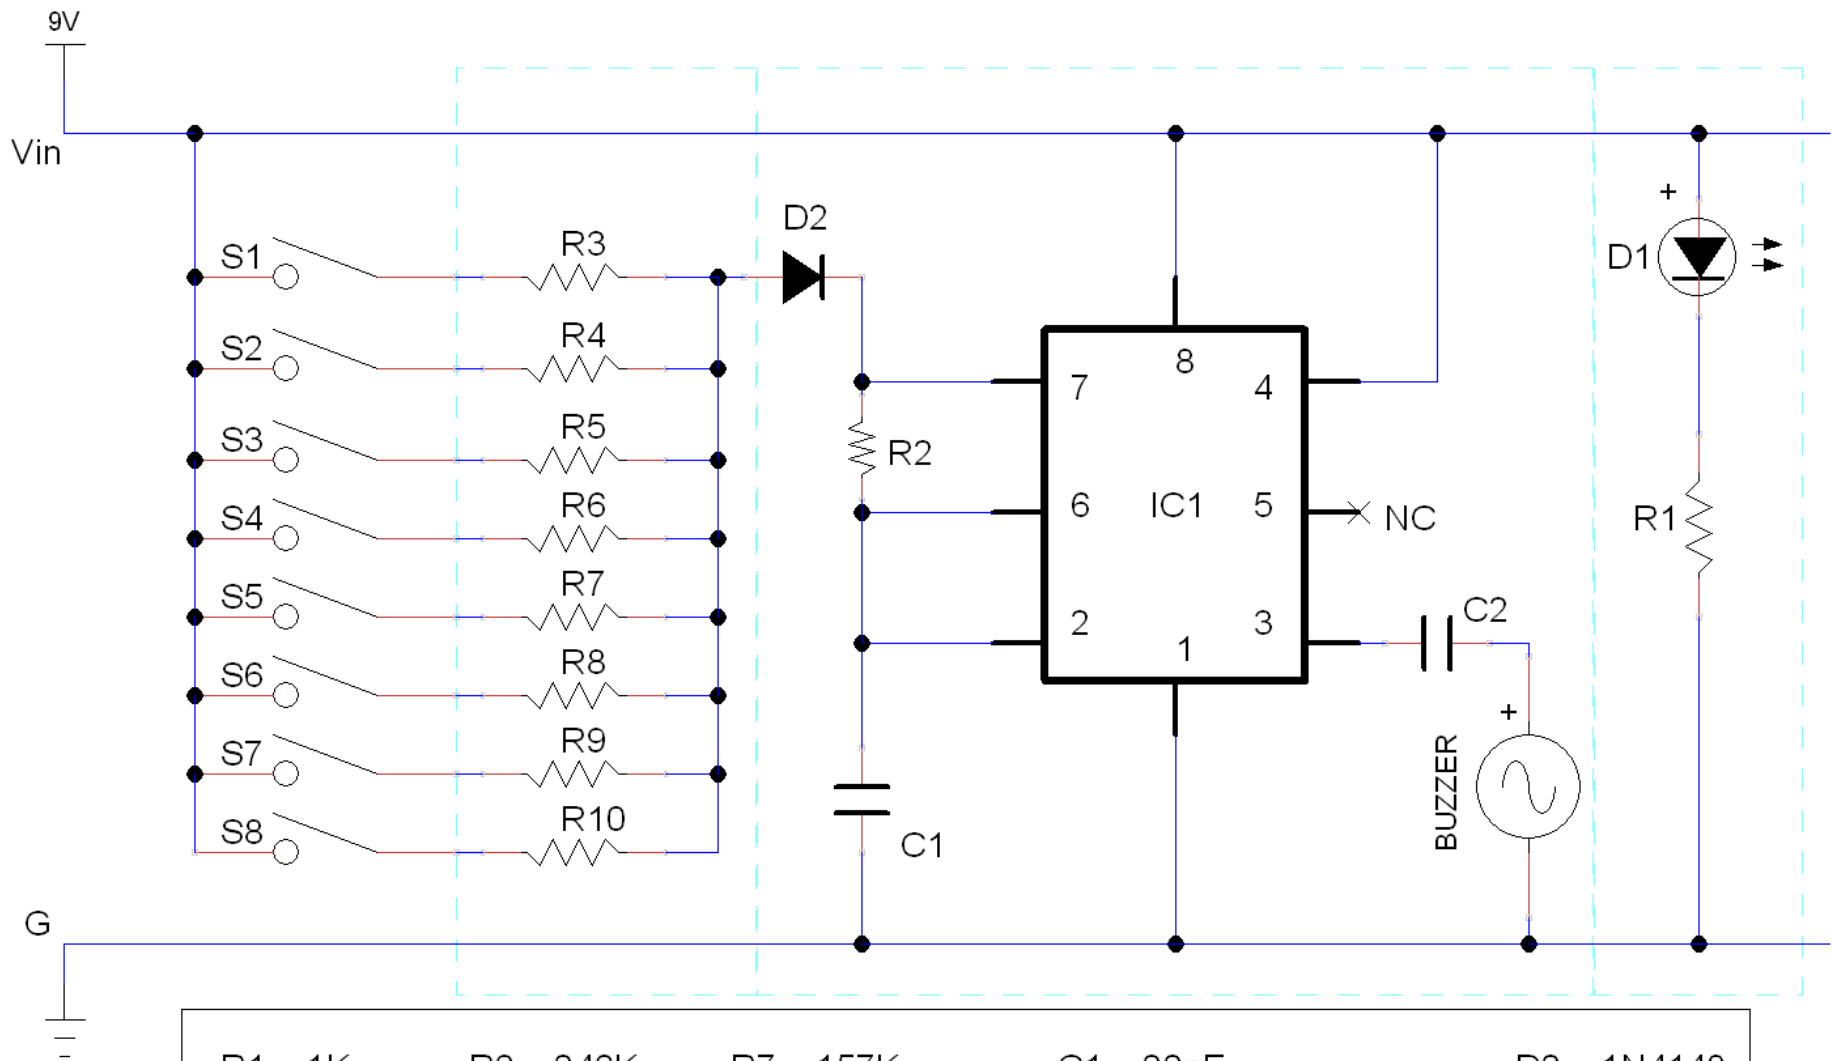 9V
Vin
D2
S1
R3
D1
S2
R4
8
7
4
S3
R5
R2
S4
R6
6
IC1
5
NC
R1
S5
R7
2
1
3
C2
S6
R8
S7
R9
BUZZER
S8
R10
C1
G
+
+